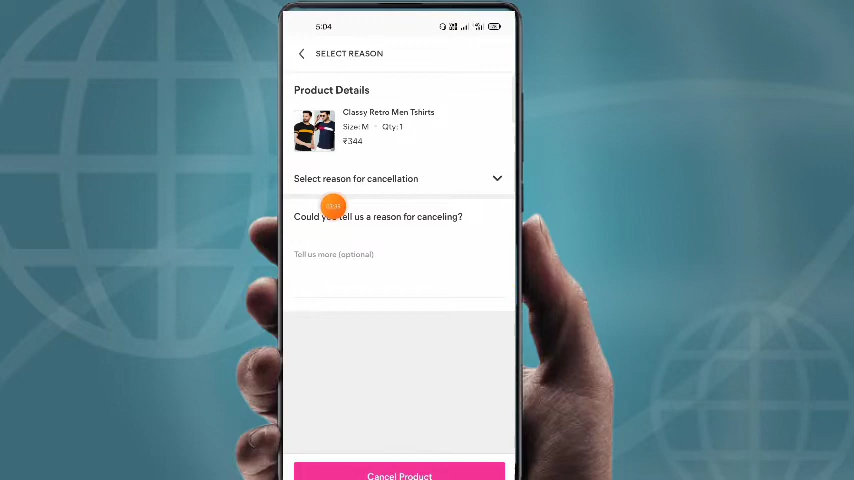 5:04
SELECT REASON
Product Details
Classy Retro Men Tshirts
Size: M - Qty: 1
₹344
Select reason for cancellation
Could you tell us a reason for canceling?
Tell us more (optional)
Cancel Product